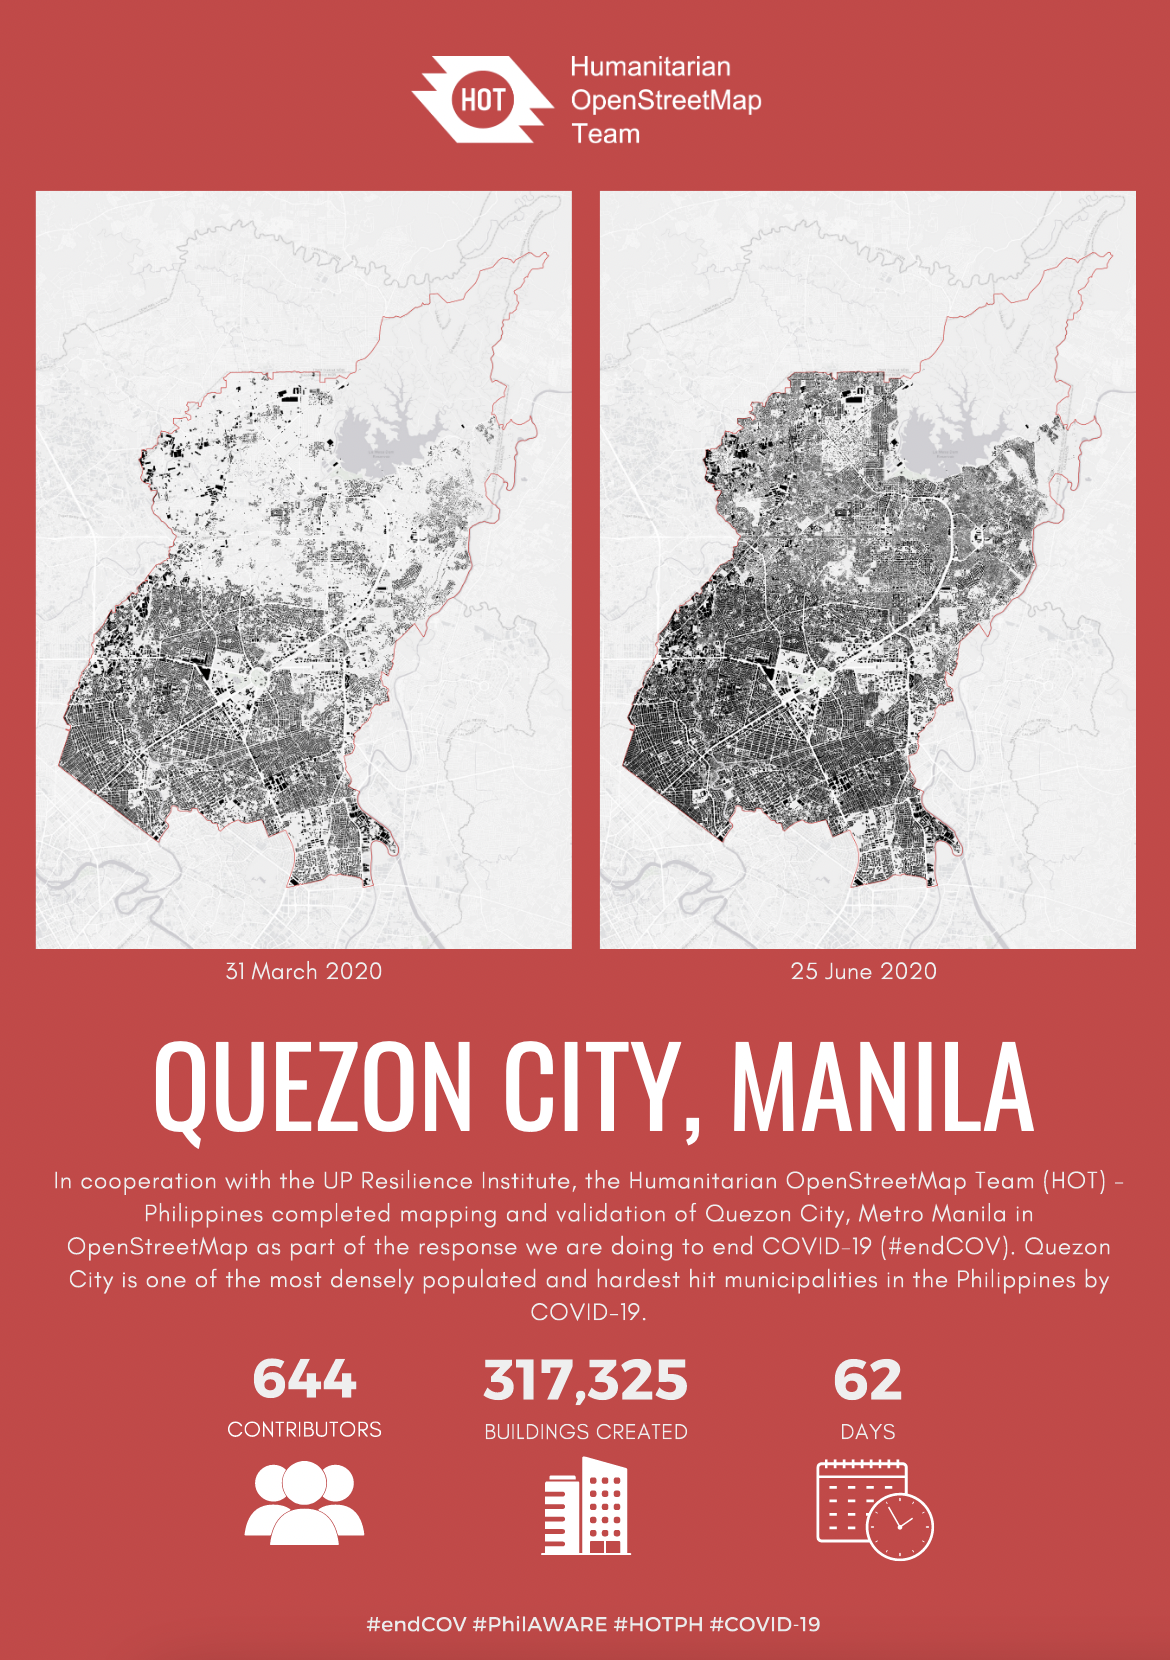 HOT
Humanitarian
OpenStreetMap
Team
31 March 2020
25 June 2020
QUEZON CITY, MANILA
In cooperation with the UP Resilience Institute, the Humanitarian OpenStreetMap Team (HOT) -
Philippines completed mapping and validation of Quezon City, Metro Manila in
OpenStreetMap as part of the response we are doing to end COVID-19 (#endCOV). Quezon
City is one of the most densely populated and hardest hit municipalities in the Philippines by
COVID-19.
644
CONTRIBUTORS
317,325
BUILDINGS CREATED
62
DAYS
#endCOV #PhilAWARE #HOTPH #COVID-19